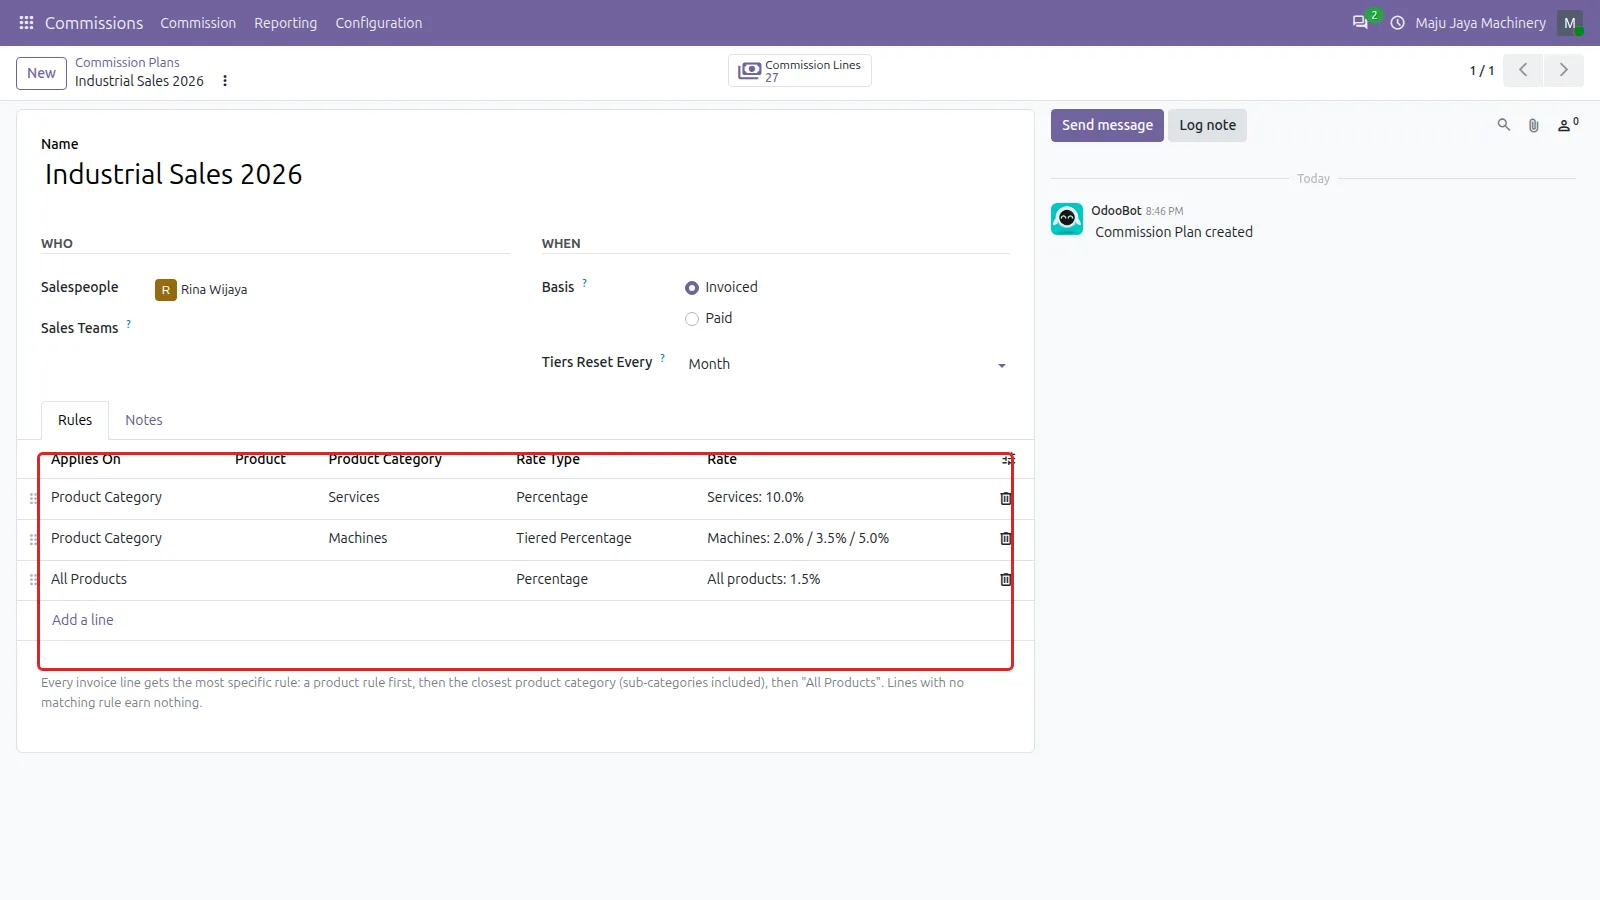 Commissions Commission Reporting Configuration 2 Maju Jaya Machinery M
New Commission Plans Commission Lines
Industrial Sales 2026 27 1 / 1
Send message Log note 0
Name
Industrial Sales 2026
Today
OdooBot 8:46 PM
Commission Plan created
WHO WHEN
Salespeople R Rina Wijaya Basis ? Invoiced
Paid
Sales Teams ?
Tiers Reset Every ? Month
Rules Notes
Applies On Product Product Category Rate Type Rate
Product Category Services Percentage Services: 10.0%
Product Category Machines Tiered Percentage Machines: 2.0% / 3.5% / 5.0%
All Products Percentage All products: 1.5%
Add a line
Every invoice line gets the most specific rule: a product rule first, then the closest product category (sub-categories included), then "All Products". Lines with no
matching rule earn nothing.